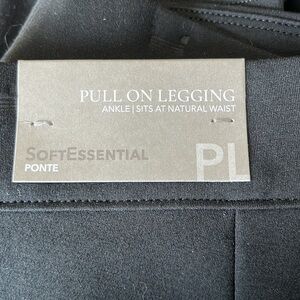 PULL ON LEGGING
ANKLE | SITS AT NATURAL WAIST
SOFTESSENTIAL
PONTE
PL